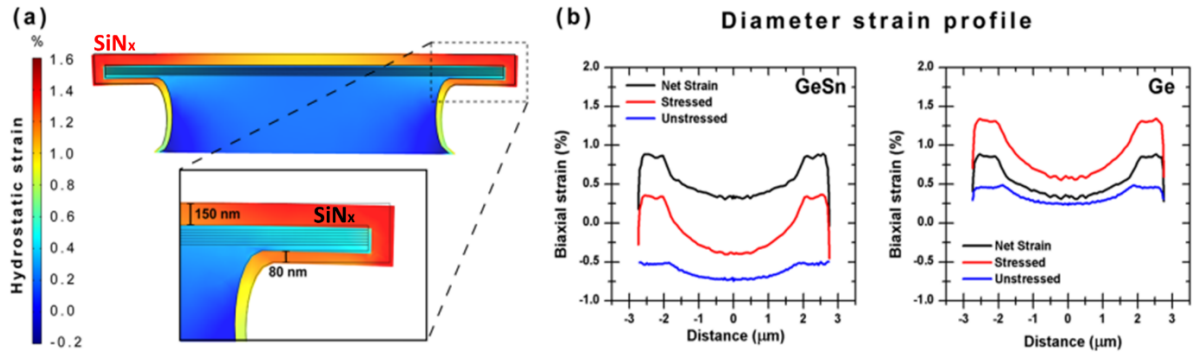 (a)
%
SiNₓ
1.6
1.4
1.2
1.0
0.8
0.6
0.4
0.2
0.0
-0.2
Hydrostatic strain
150 nm
SiNₓ
80 nm
(b) Diameter strain profile
GeSn
Net Strain
Stressed
Unstressed
2.0
1.5
1.0
0.5
0.0
-0.5
-1.0
Biaxial strain (%)
-3 -2 -1 0 1 2 3
Distance (μm)
Ge
2.0
1.5
1.0
0.5
0.0
-0.5
-1.0
Biaxial strain (%)
Net Strain
Stressed
Unstressed
-3 -2 -1 0 1 2 3
Distance (μm)